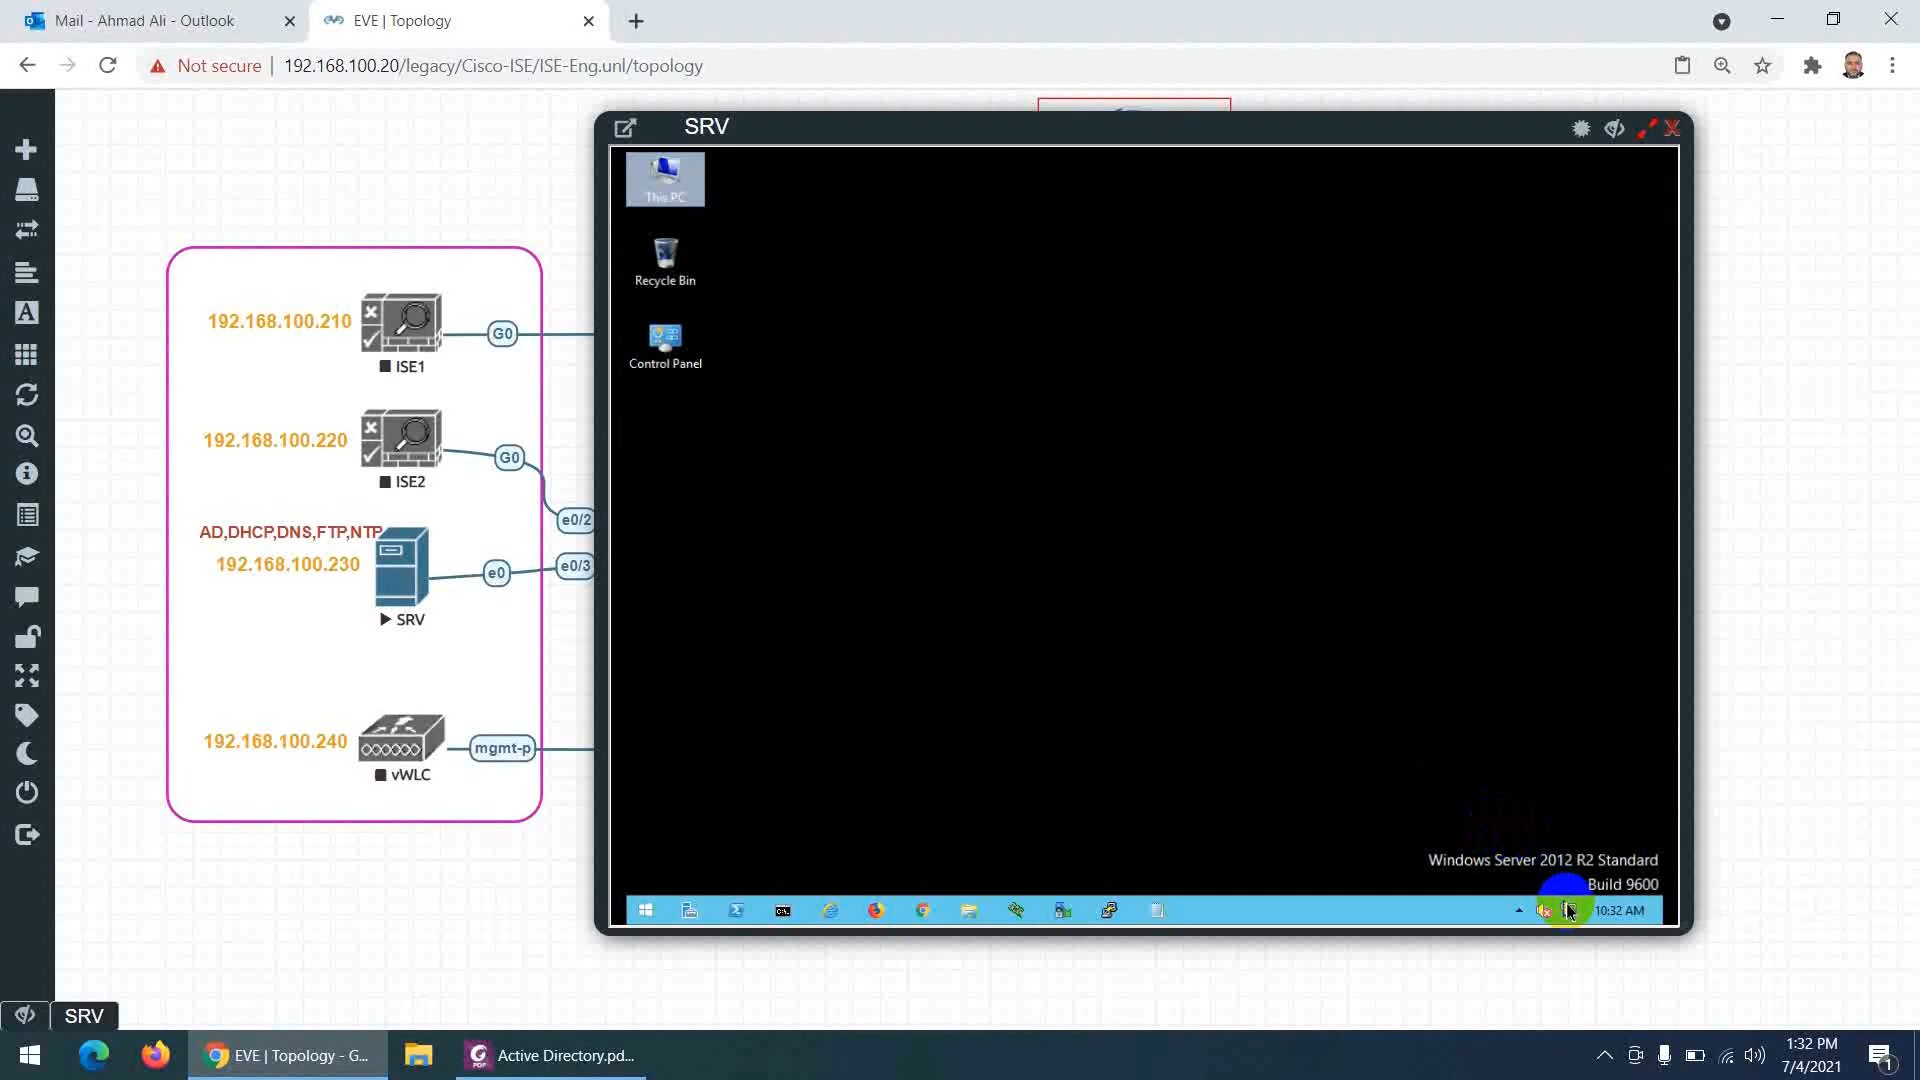 Mail - Ahmad Ali - Outlook
EVE | Topology
Not secure
192.168.100.20/legacy/Cisco-ISE/ISE-Eng.unl/topology
SRV
This PC
Recycle Bin
Control Panel
192.168.100.210
G0
ISE1
192.168.100.220
G0
ISE2
e0/2
AD,DHCP,DNS,FTP,NTP
192.168.100.230
e0
e0/3
SRV
192.168.100.240
mgmt-p
vWLC
Windows Server 2012 R2 Standard
Build 9600
10:32 AM
SRV
EVE | Topology - G...
Active Directory.pd...
1:32 PM
7/4/2021
1